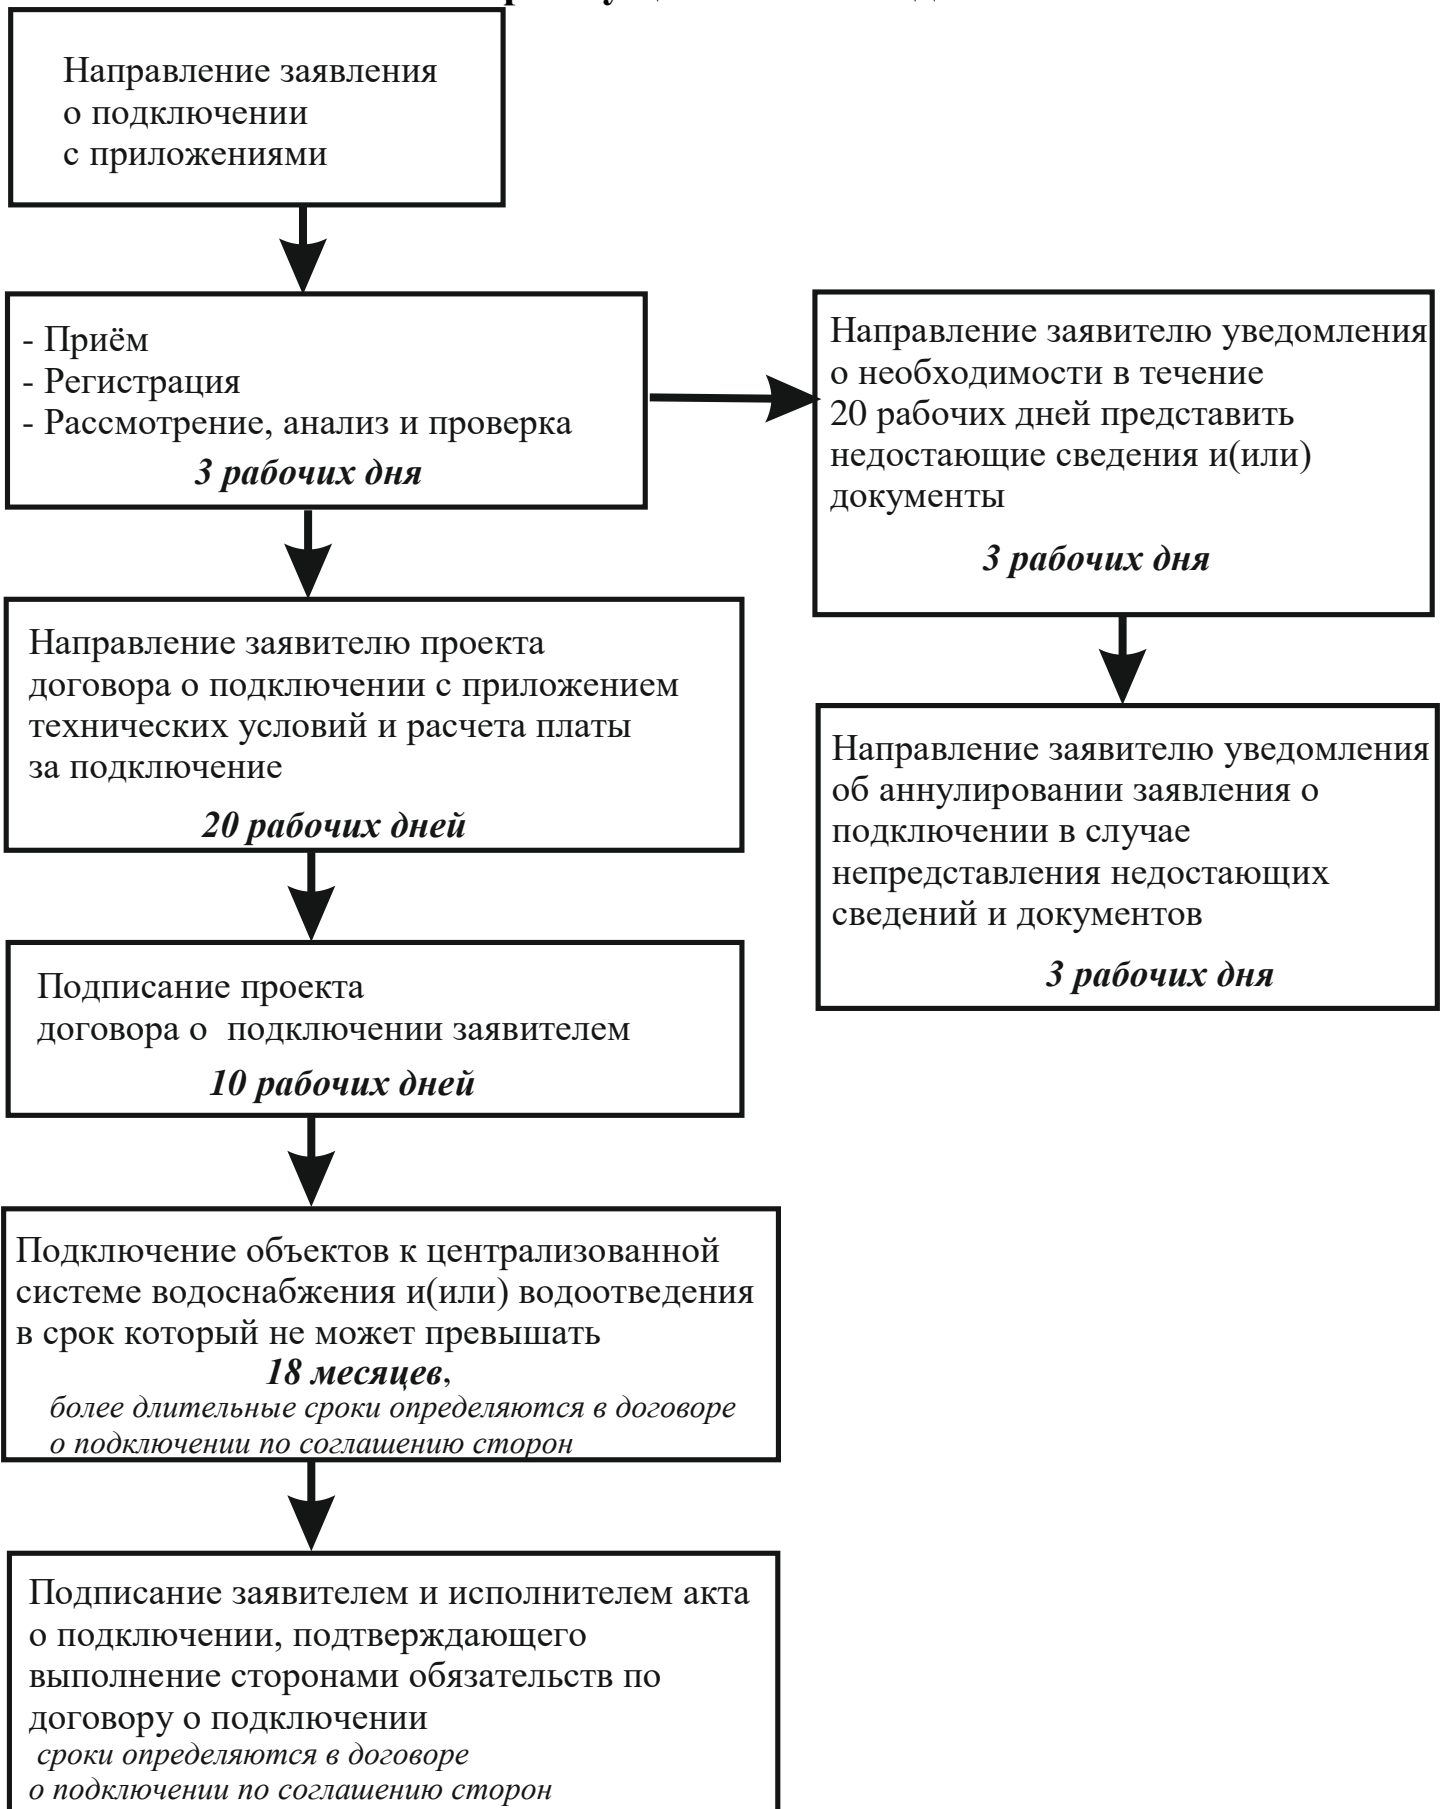 Направление заявления
о подключении
с приложениями
- Приём
- Регистрация
- Рассмотрение, анализ и проверка
3 рабочих дня
Направление заявителю уведомления
о необходимости в течение
20 рабочих дней представить
недостающие сведения и(или)
документы
3 рабочих дня
Направление заявителю проекта
договора о подключении с приложением
технических условий и расчета платы
за подключение
20 рабочих дней
Направление заявителю уведомления
об аннулировании заявления о
подключении в случае
непредставления недостающих
сведений и документов
3 рабочих дня
Подписание проекта
договора о подключении заявителем
10 рабочих дней
Подключение объектов к централизованной
системе водоснабжения и(или) водоотведения
в срок который не может превышать
18 месяцев,
более длительные сроки определяются в договоре
о подключении по соглашению сторон
Подписание заявителем и исполнителем акта
о подключении, подтверждающего
выполнение сторонами обязательств по
договору о подключении
сроки определяются в договоре
о подключении по соглашению сторон